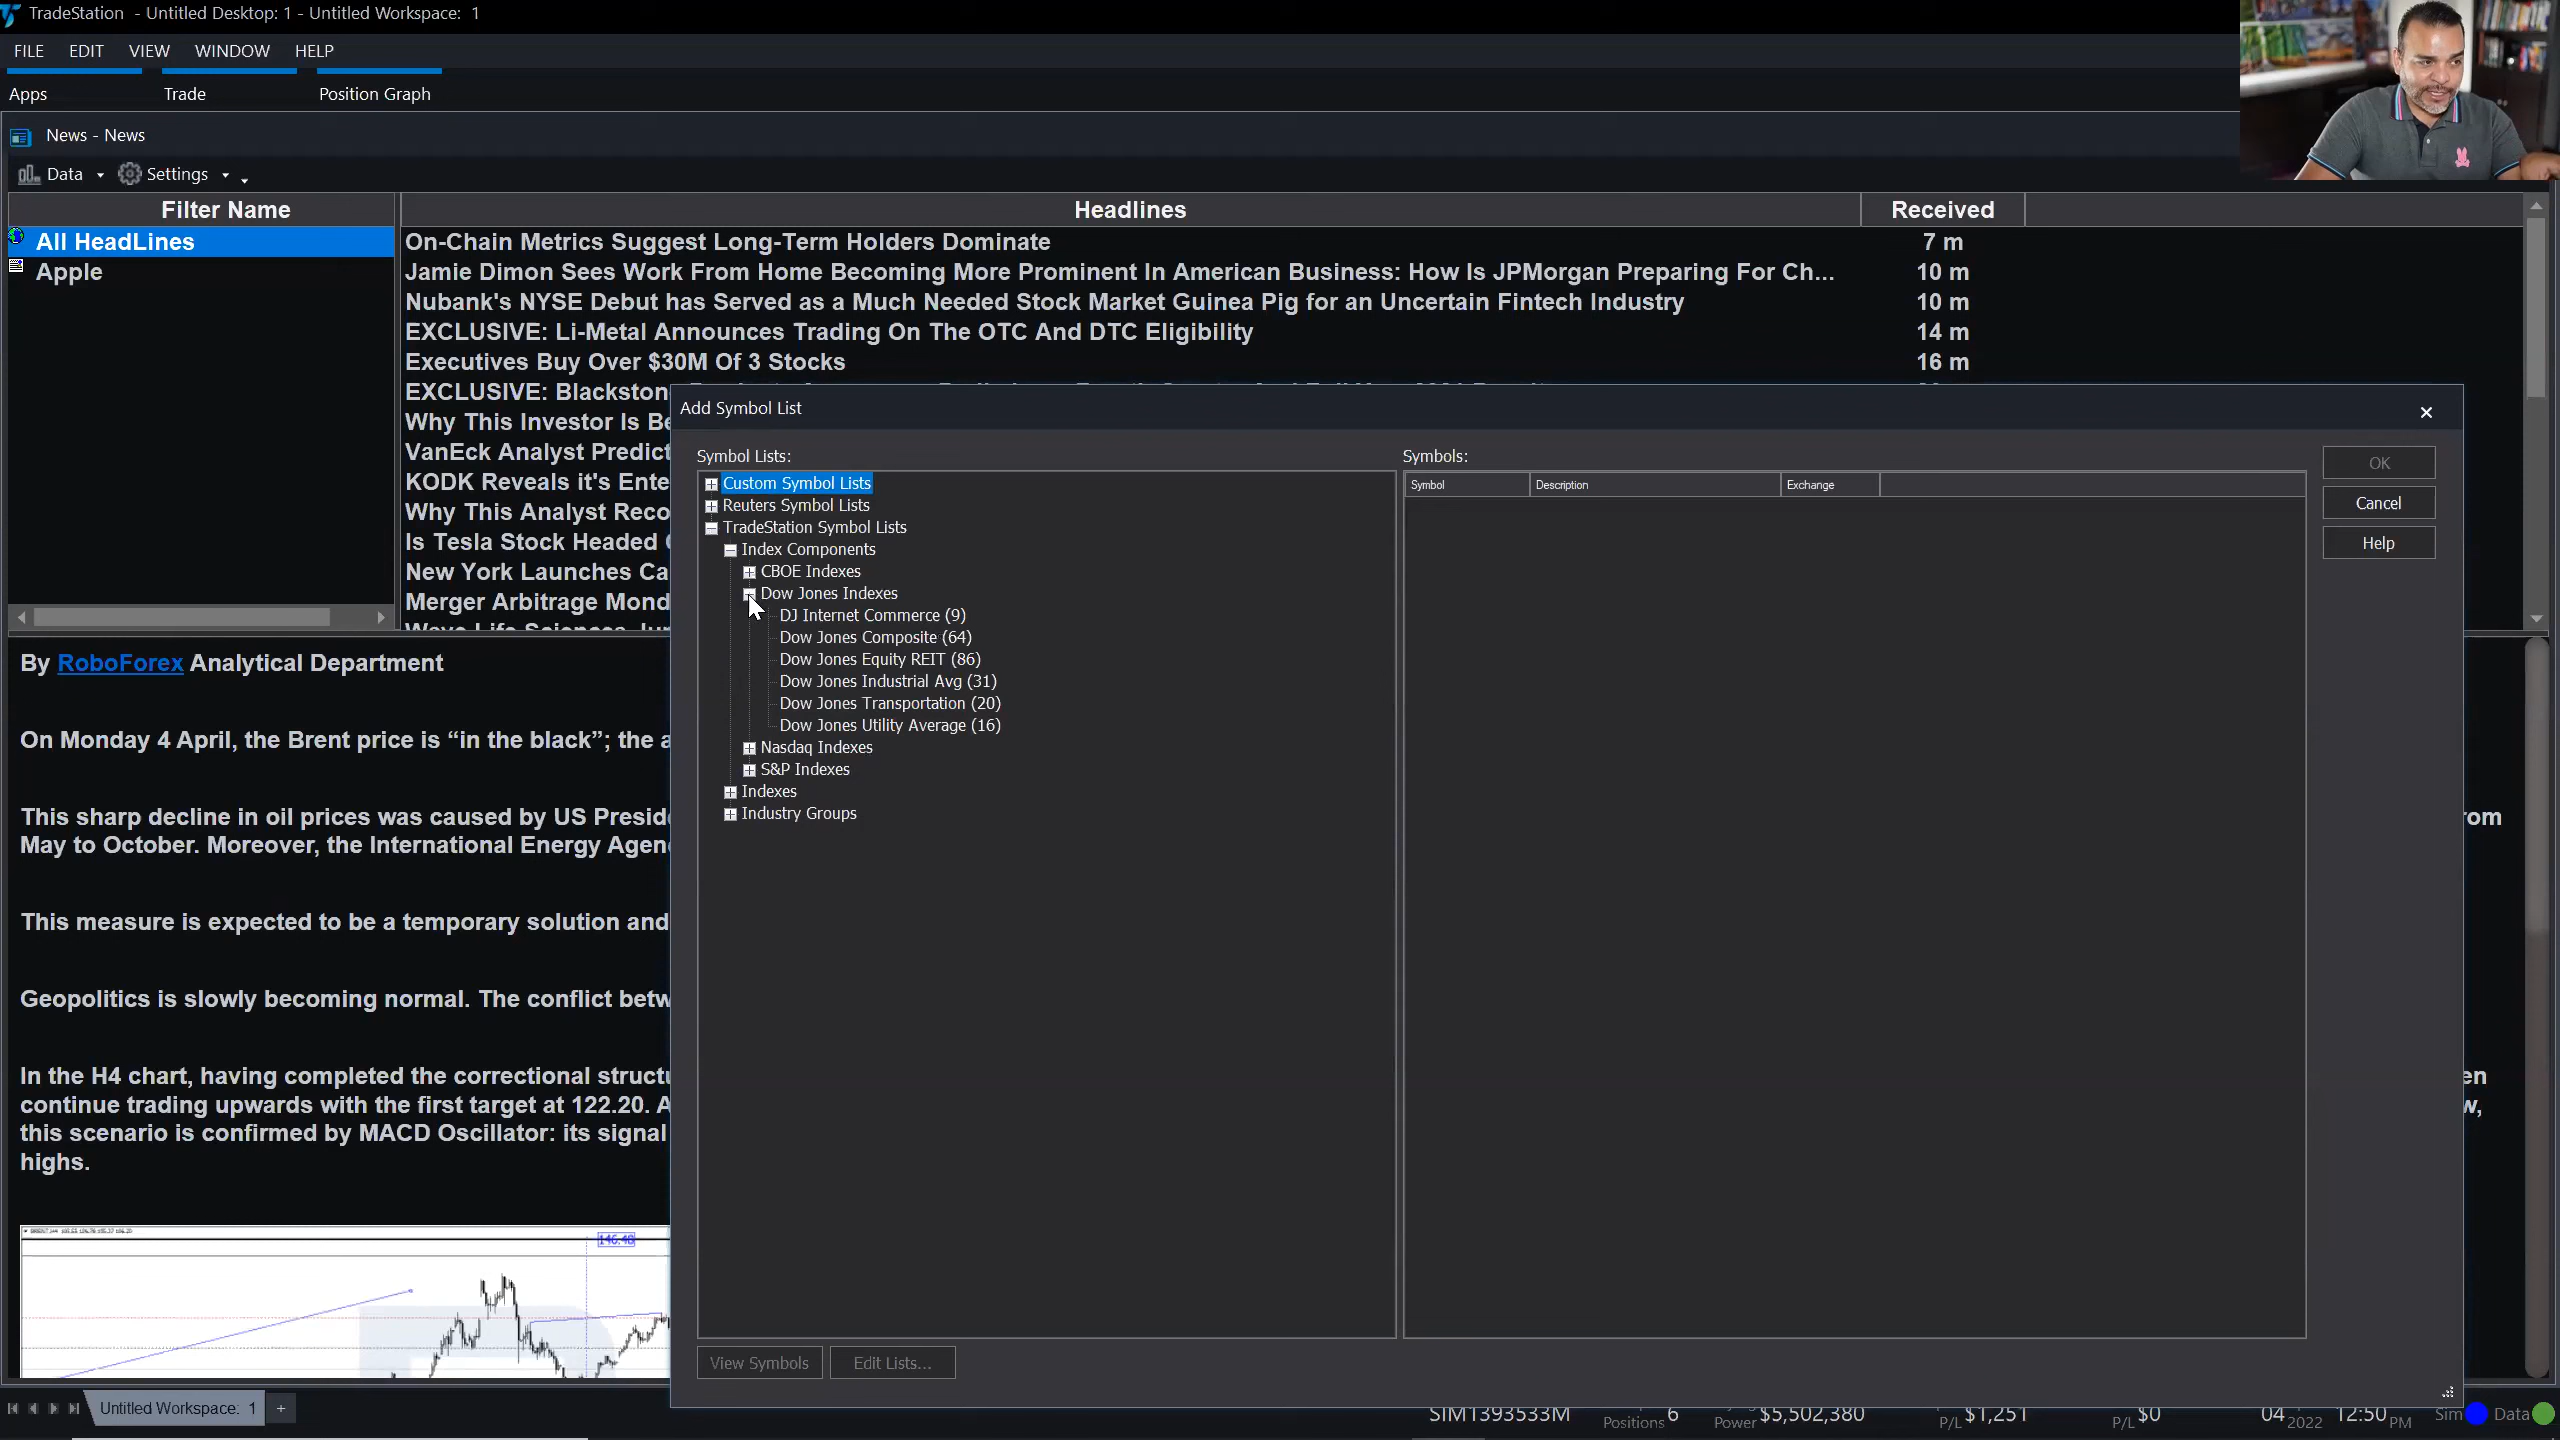 TradeStation - Untitled Desktop: 1 - Untitled Workspace: 1
FILE EDIT VIEW WINDOW HELP
Apps Trade Position Graph
News - News
Data Settings
Filter Name Headlines Received
All HeadLines
Apple
On-Chain Metrics Suggest Long-Term Holders Dominate 7 m
Jamie Dimon Sees Work From Home Becoming More Prominent In American Business: How Is JPMorgan Preparing For Ch... 10 m
Nubank's NYSE Debut has Served as a Much Needed Stock Market Guinea Pig for an Uncertain Fintech Industry 10 m
EXCLUSIVE: Li-Metal Announces Trading On The OTC And DTC Eligibility 14 m
Executives Buy Over $30M Of 3 Stocks 16 m
EXCLUSIVE: Blackston
Why This Investor Is Be
VanEck Analyst Predict
KODK Reveals it's Ente
Why This Analyst Reco
Is Tesla Stock Headed
New York Launches Ca
Merger Arbitrage Mond
Add Symbol List
Symbol Lists:
Custom Symbol Lists
Reuters Symbol Lists
TradeStation Symbol Lists
Index Components
CBOE Indexes
Dow Jones Indexes
DJ Internet Commerce (9)
Dow Jones Composite (64)
Dow Jones Equity REIT (86)
Dow Jones Industrial Avg (31)
Dow Jones Transportation (20)
Dow Jones Utility Average (16)
Nasdaq Indexes
S&P Indexes
Indexes
Industry Groups
View Symbols Edit Lists...
Symbols:
Symbol Description Exchange
OK
Cancel
Help
By RoboForex Analytical Department
On Monday 4 April, the Brent price is “in the black”; the a
This sharp decline in oil prices was caused by US Preside om
May to October. Moreover, the International Energy Agen
This measure is expected to be a temporary solution and
Geopolitics is slowly becoming normal. The conflict betw
In the H4 chart, having completed the correctional structu en
continue trading upwards with the first target at 122.20. A w,
this scenario is confirmed by MACD Oscillator: its signal
highs.
146.48
Untitled Workspace: 1 +
SIM1393533M Positions 6 Power $5,502,380 P/L $1,251 P/L $0 04 2022 12:50 PM Sim Data